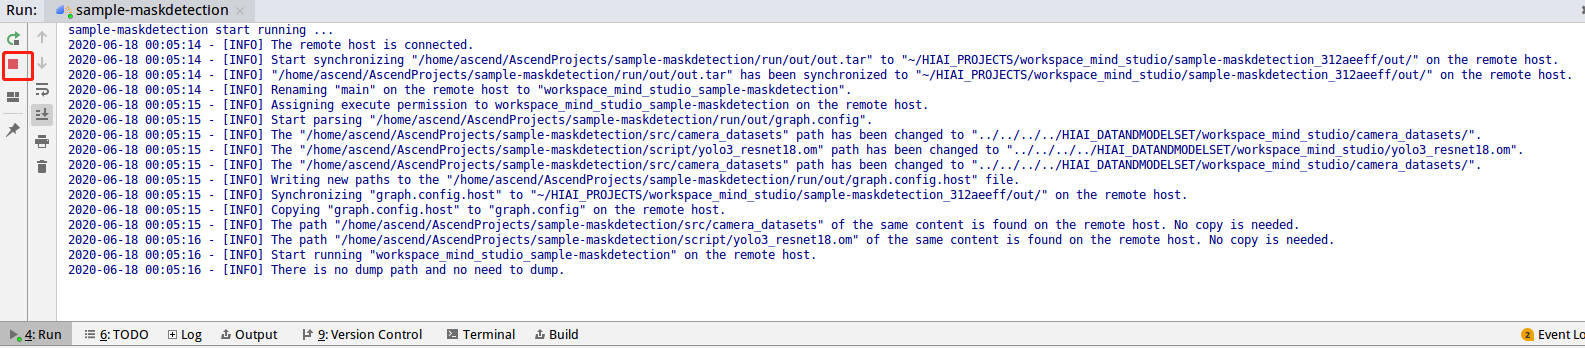 Run: sample-maskdetection
sample-maskdetection start running ...
2020-06-18 00:05:14 - [INFO] The remote host is connected.
2020-06-18 00:05:14 - [INFO] Start synchronizing "/home/ascend/AscendProjects/sample-maskdetection/run/out/out.tar" to "~/HIAI_PROJECTS/workspace_mind_studio/sample-maskdetection_312aeeff/out/" on the remote host.
2020-06-18 00:05:14 - [INFO] "/home/ascend/AscendProjects/sample-maskdetection/run/out/out.tar" has been synchronized to "~/HIAI_PROJECTS/workspace_mind_studio/sample-maskdetection_312aeeff/out/" on the remote host.
2020-06-18 00:05:14 - [INFO] Renaming "main" on the remote host to "workspace_mind_studio_sample-maskdetection".
2020-06-18 00:05:15 - [INFO] Assigning execute permission to workspace_mind_studio_sample-maskdetection on the remote host.
2020-06-18 00:05:15 - [INFO] Start parsing "/home/ascend/AscendProjects/sample-maskdetection/run/out/graph.config".
2020-06-18 00:05:15 - [INFO] The "/home/ascend/AscendProjects/sample-maskdetection/src/camera_datasets" path has been changed to "../../../../HIAI_DATANDMODELSET/workspace_mind_studio/camera_datasets/".
2020-06-18 00:05:15 - [INFO] The "/home/ascend/AscendProjects/sample-maskdetection/script/yolo3_resnet18.om" path has been changed to "../../../../HIAI_DATANDMODELSET/workspace_mind_studio/yolo3_resnet18.om".
2020-06-18 00:05:15 - [INFO] The "/home/ascend/AscendProjects/sample-maskdetection/src/camera_datasets" path has been changed to "../../../../HIAI_DATANDMODELSET/workspace_mind_studio/camera_datasets/".
2020-06-18 00:05:15 - [INFO] Writing new paths to the "/home/ascend/AscendProjects/sample-maskdetection/run/out/graph.config.host" file.
2020-06-18 00:05:15 - [INFO] Synchronizing "graph.config.host" to "~/HIAI_PROJECTS/workspace_mind_studio/sample-maskdetection_312aeeff/out/" on the remote host.
2020-06-18 00:05:15 - [INFO] Copying "graph.config.host" to "graph.config" on the remote host.
2020-06-18 00:05:15 - [INFO] The path "/home/ascend/AscendProjects/sample-maskdetection/src/camera_datasets" of the same content is found on the remote host. No copy is needed.
2020-06-18 00:05:16 - [INFO] The path "/home/ascend/AscendProjects/sample-maskdetection/script/yolo3_resnet18.om" of the same content is found on the remote host. No copy is needed.
2020-06-18 00:05:16 - [INFO] Start running "workspace_mind_studio_sample-maskdetection" on the remote host.
2020-06-18 00:05:16 - [INFO] There is no dump path and no need to dump.
4: Run 6: TODO Log Output 9: Version Control Terminal Build 2 Event Lo